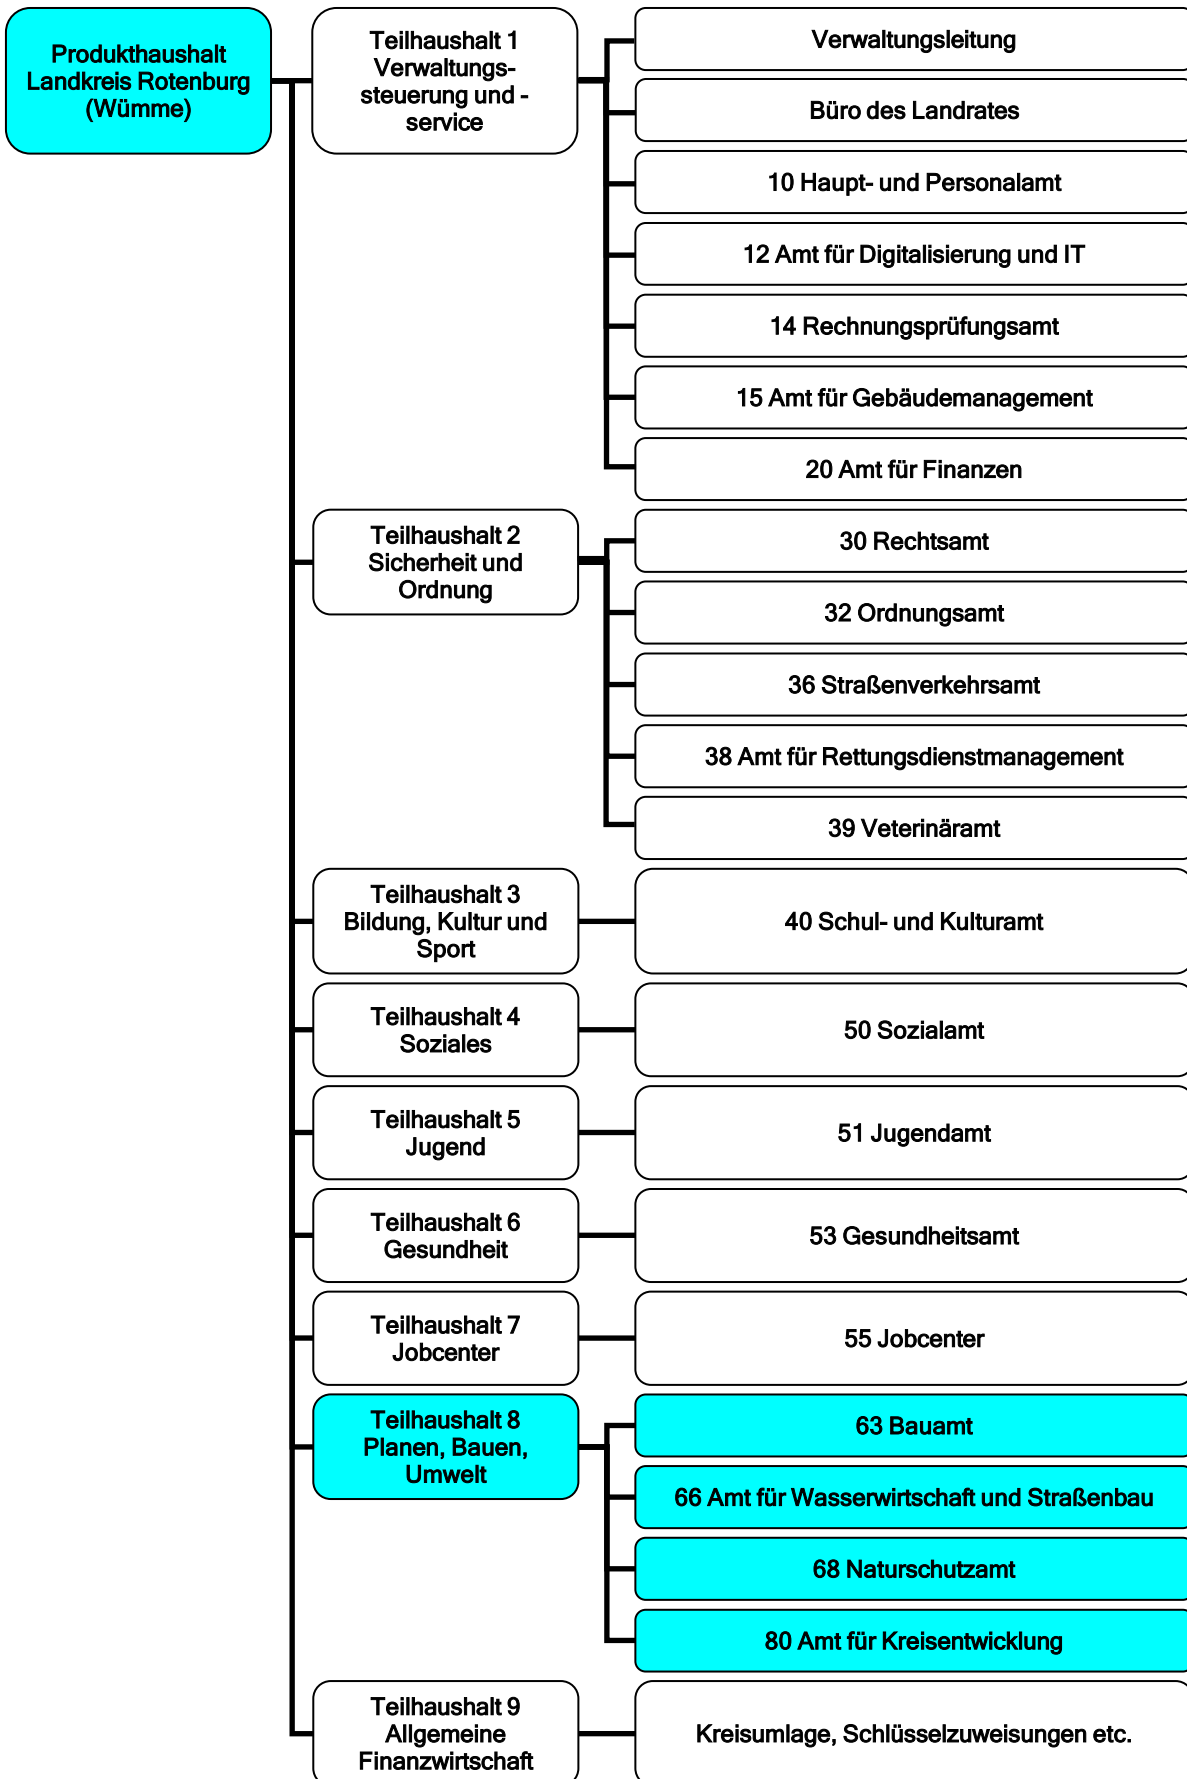 Produkthaushalt
Landkreis Rotenburg
(Wümme)
Teilhaushalt 1
Verwaltungs-
steuerung und -
service
Verwaltungsleitung
Büro des Landrates
10 Haupt- und Personalamt
12 Amt für Digitalisierung und IT
14 Rechnungsprüfungsamt
15 Amt für Gebäudemanagement
20 Amt für Finanzen
Teilhaushalt 2
Sicherheit und
Ordnung
30 Rechtsamt
32 Ordnungsamt
36 Straßenverkehrsamt
38 Amt für Rettungsdienstmanagement
39 Veterinäramt
Teilhaushalt 3
Bildung, Kultur und
Sport
40 Schul- und Kulturamt
Teilhaushalt 4
Soziales
50 Sozialamt
Teilhaushalt 5
Jugend
51 Jugendamt
Teilhaushalt 6
Gesundheit
53 Gesundheitsamt
Teilhaushalt 7
Jobcenter
55 Jobcenter
Teilhaushalt 8
Planen, Bauen,
Umwelt
63 Bauamt
66 Amt für Wasserwirtschaft und Straßenbau
68 Naturschutzamt
80 Amt für Kreisentwicklung
Teilhaushalt 9
Allgemeine
Finanzwirtschaft
Kreisumlage, Schlüsselzuweisungen etc.